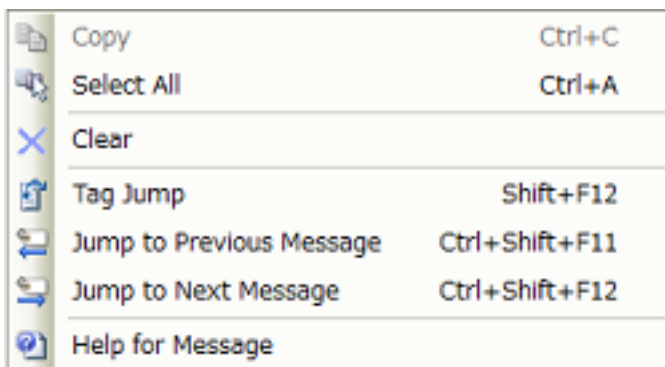 Copy Ctrl+C
Select All Ctrl+A
Clear
Tag Jump Shift+F12
Jump to Previous Message Ctrl+Shift+F11
Jump to Next Message Ctrl+Shift+F12
Help for Message